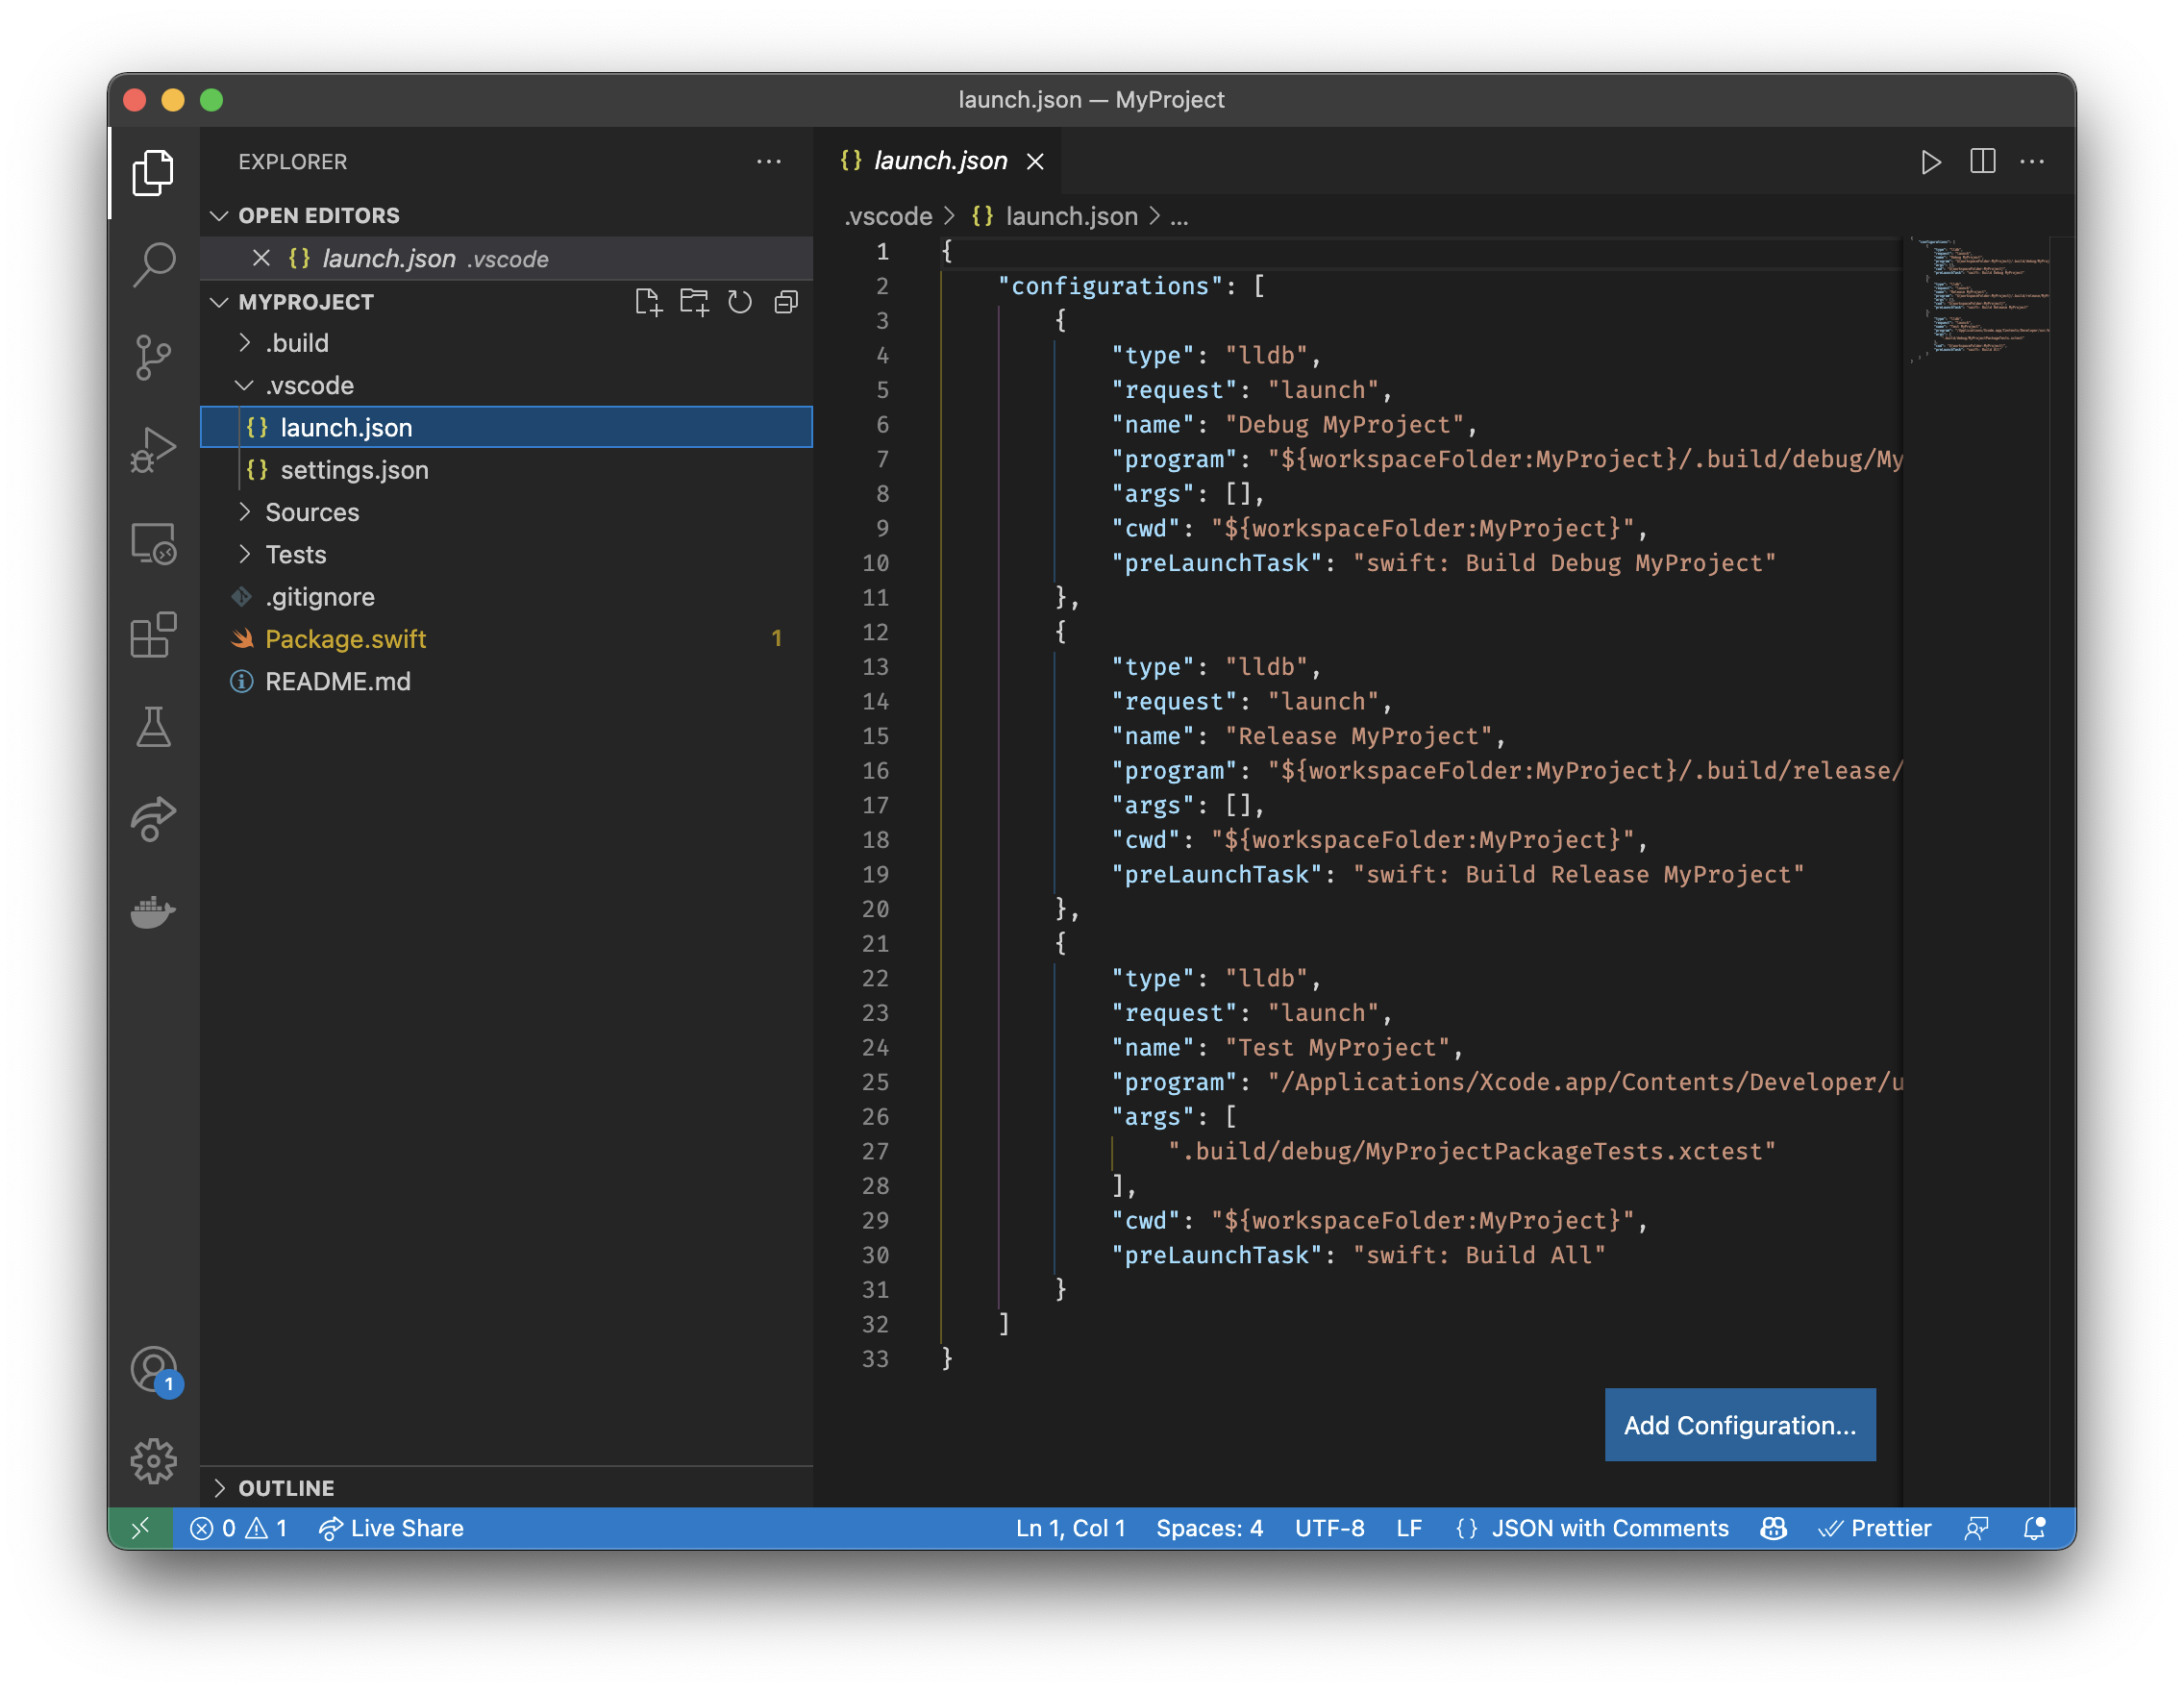 launch.json — MyProject
EXPLORER
OPEN EDITORS
launch.json .vscode
MYPROJECT
.build
.vscode
launch.json
settings.json
Sources
Tests
.gitignore
Package.swift 1
README.md
OUTLINE
1
{} launch.json
.vscode > {} launch.json > ...
1 {
2 "configurations": [
3 {
4 "type": "lldb",
5 "request": "launch",
6 "name": "Debug MyProject",
7 "program": "${workspaceFolder:MyProject}/.build/debug/My
8 "args": [],
9 "cwd": "${workspaceFolder:MyProject}",
10 "preLaunchTask": "swift: Build Debug MyProject"
11 },
12 {
13 "type": "lldb",
14 "request": "launch",
15 "name": "Release MyProject",
16 "program": "${workspaceFolder:MyProject}/.build/release/
17 "args": [],
18 "cwd": "${workspaceFolder:MyProject}",
19 "preLaunchTask": "swift: Build Release MyProject"
20 },
21 {
22 "type": "lldb",
23 "request": "launch",
24 "name": "Test MyProject",
25 "program": "/Applications/Xcode.app/Contents/Developer/u
26 "args": [
27 ".build/debug/MyProjectPackageTests.xctest"
28 ],
29 "cwd": "${workspaceFolder:MyProject}",
30 "preLaunchTask": "swift: Build All"
31 }
32 ]
33 }
Add Configuration...
0 1 Live Share Ln 1, Col 1 Spaces: 4 UTF-8 LF {} JSON with Comments Prettier